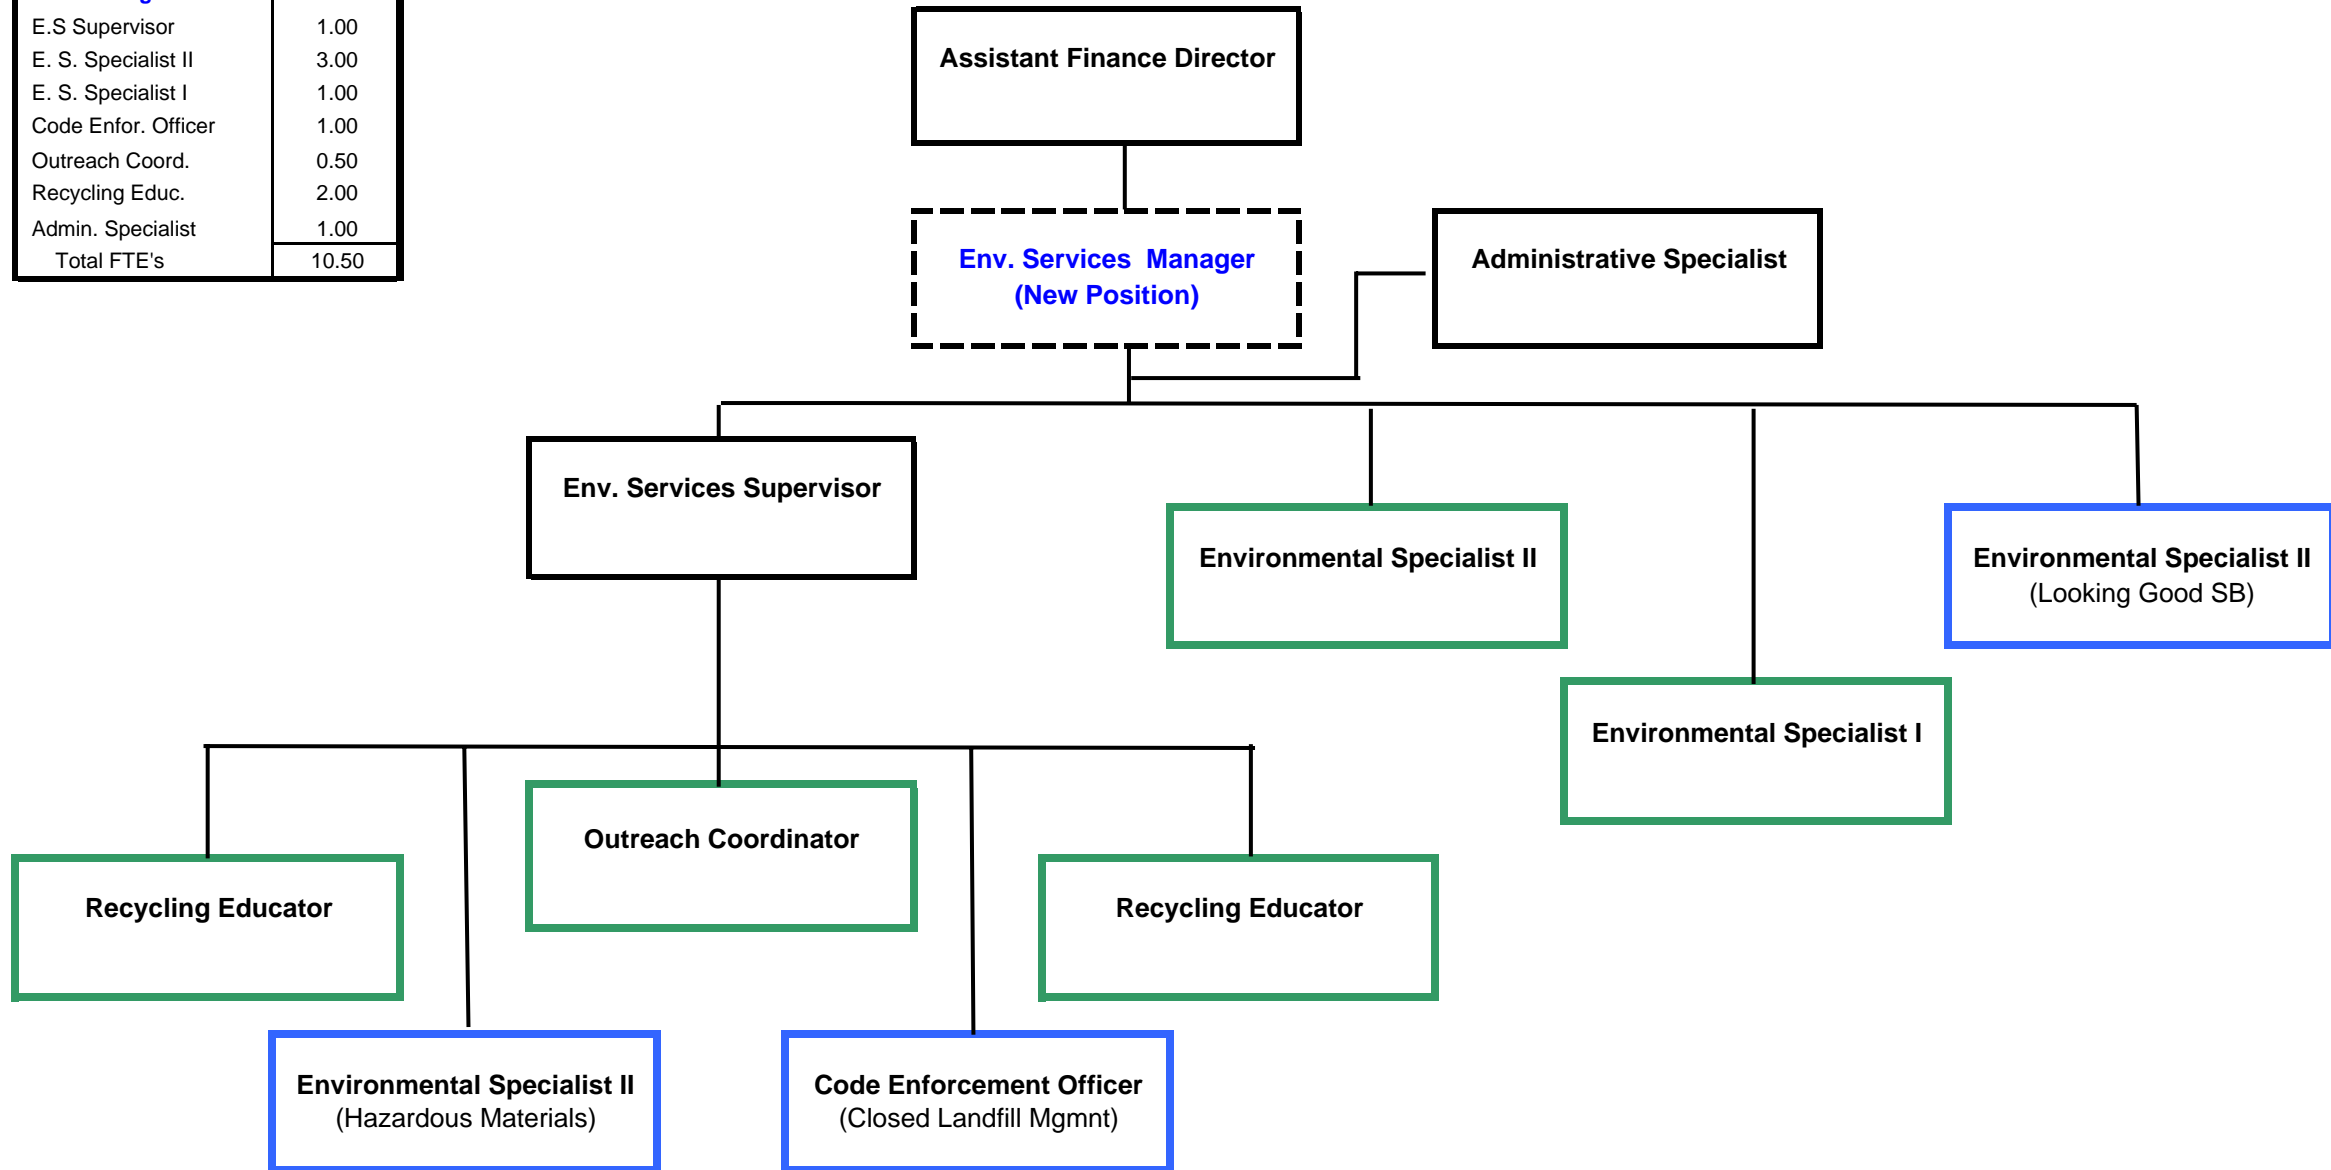 E.S Supervisor 1.00
E. S. Specialist II 3.00
E. S. Specialist I 1.00
Code Enfor. Officer 1.00
Outreach Coord. 0.50
Recycling Educ. 2.00
Admin. Specialist 1.00
Total FTE's 10.50
Assistant Finance Director
Env. Services Manager
(New Position)
Administrative Specialist
Env. Services Supervisor
Environmental Specialist II
Environmental Specialist II
(Looking Good SB)
Environmental Specialist I
Outreach Coordinator
Recycling Educator
Recycling Educator
Environmental Specialist II
(Hazardous Materials)
Code Enforcement Officer
(Closed Landfill Mgmnt)